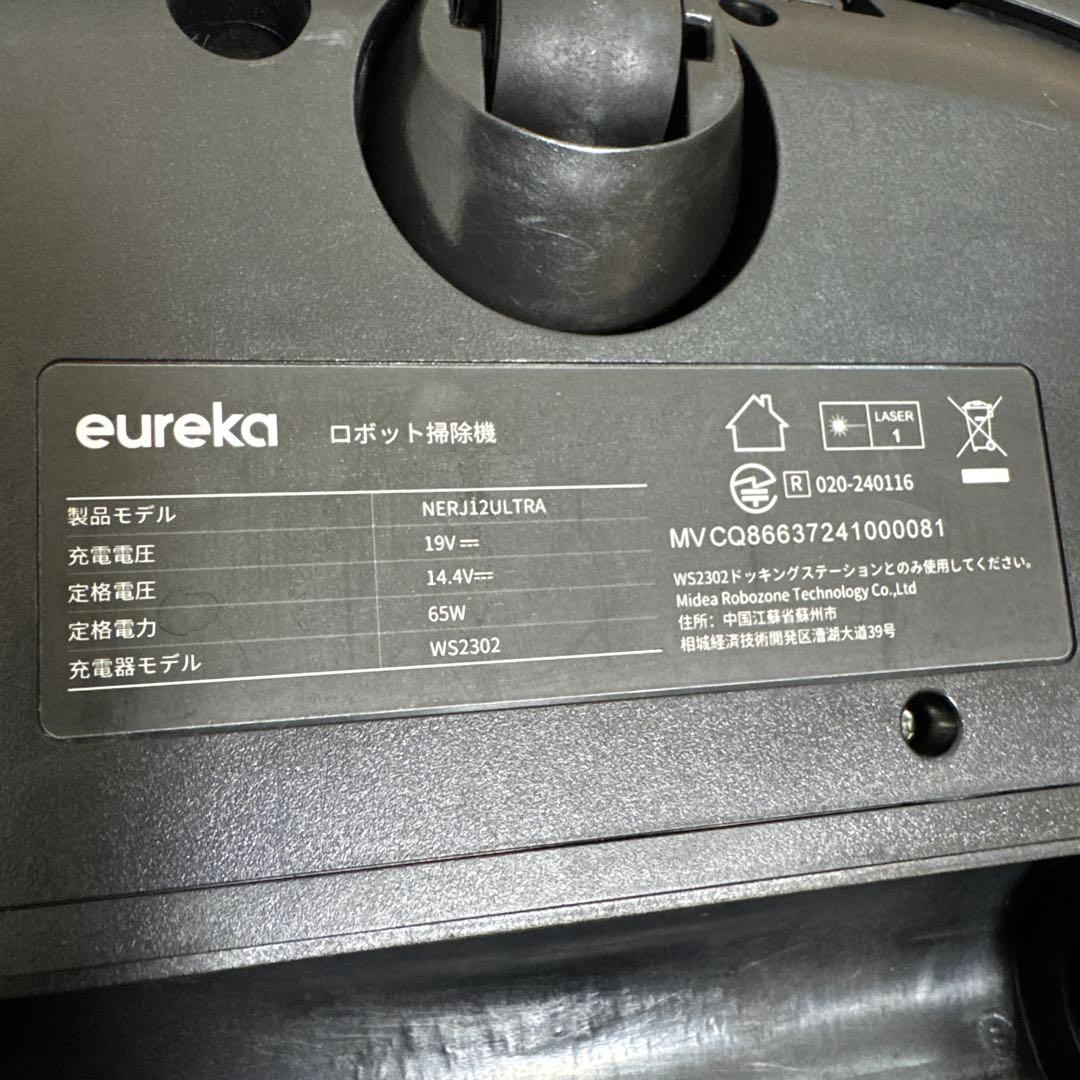 eureka ロボット掃除機
製品モデル NERJ12ULTRA
充電電圧 19V⎓
定格電圧 14.4V⎓
定格電力 65W
充電器モデル WS2302
LASER
1
R 020-240116
MVCQ86637241000081
WS2302ドッキングステーションとのみ使用してください。
Midea Robozone Technology Co.,Ltd
住所：中国江蘇省蘇州市
相城経済技術開発区漕湖大道39号